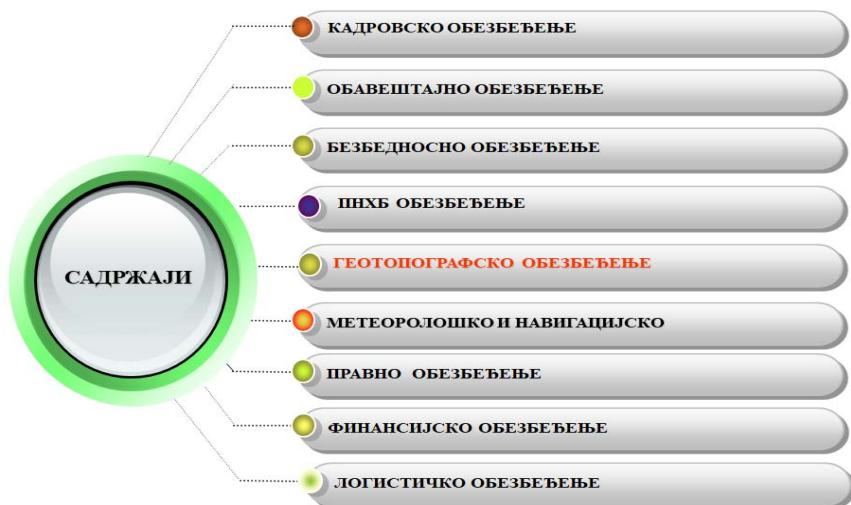 САДРЖАЈИ
КАДРОВСКО ОБЕЗБЕЂЕЊЕ
ОБАВЕШТАЈНО ОБЕЗБЕЂЕЊЕ
БЕЗБЕДНОСНО ОБЕЗБЕЂЕЊЕ
ПНХБ ОБЕЗБЕЂЕЊЕ
ГЕОТОПОГРАФСКО ОБЕЗБЕЂЕЊЕ
МЕТЕОРОЛОШКО И НАВИГАЦИЈСКО
ПРАВНО ОБЕЗБЕЂЕЊЕ
ФИНАНСИЈСКО ОБЕЗБЕЂЕЊЕ
ЛОГИСТИЧКО ОБЕЗБЕЂЕЊЕ